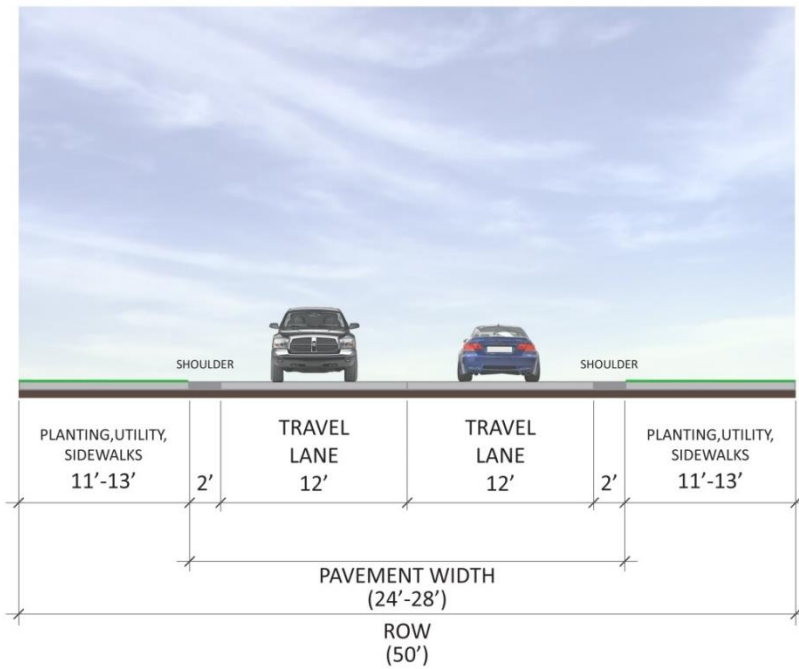 SHOULDER
SHOULDER
PLANTING,UTILITY,
SIDEWALKS
11’-13’
2’
TRAVEL
LANE
12’
TRAVEL
LANE
12’
2’
PLANTING,UTILITY,
SIDEWALKS
11’-13’
PAVEMENT WIDTH
(24’-28’)
ROW
(50’)